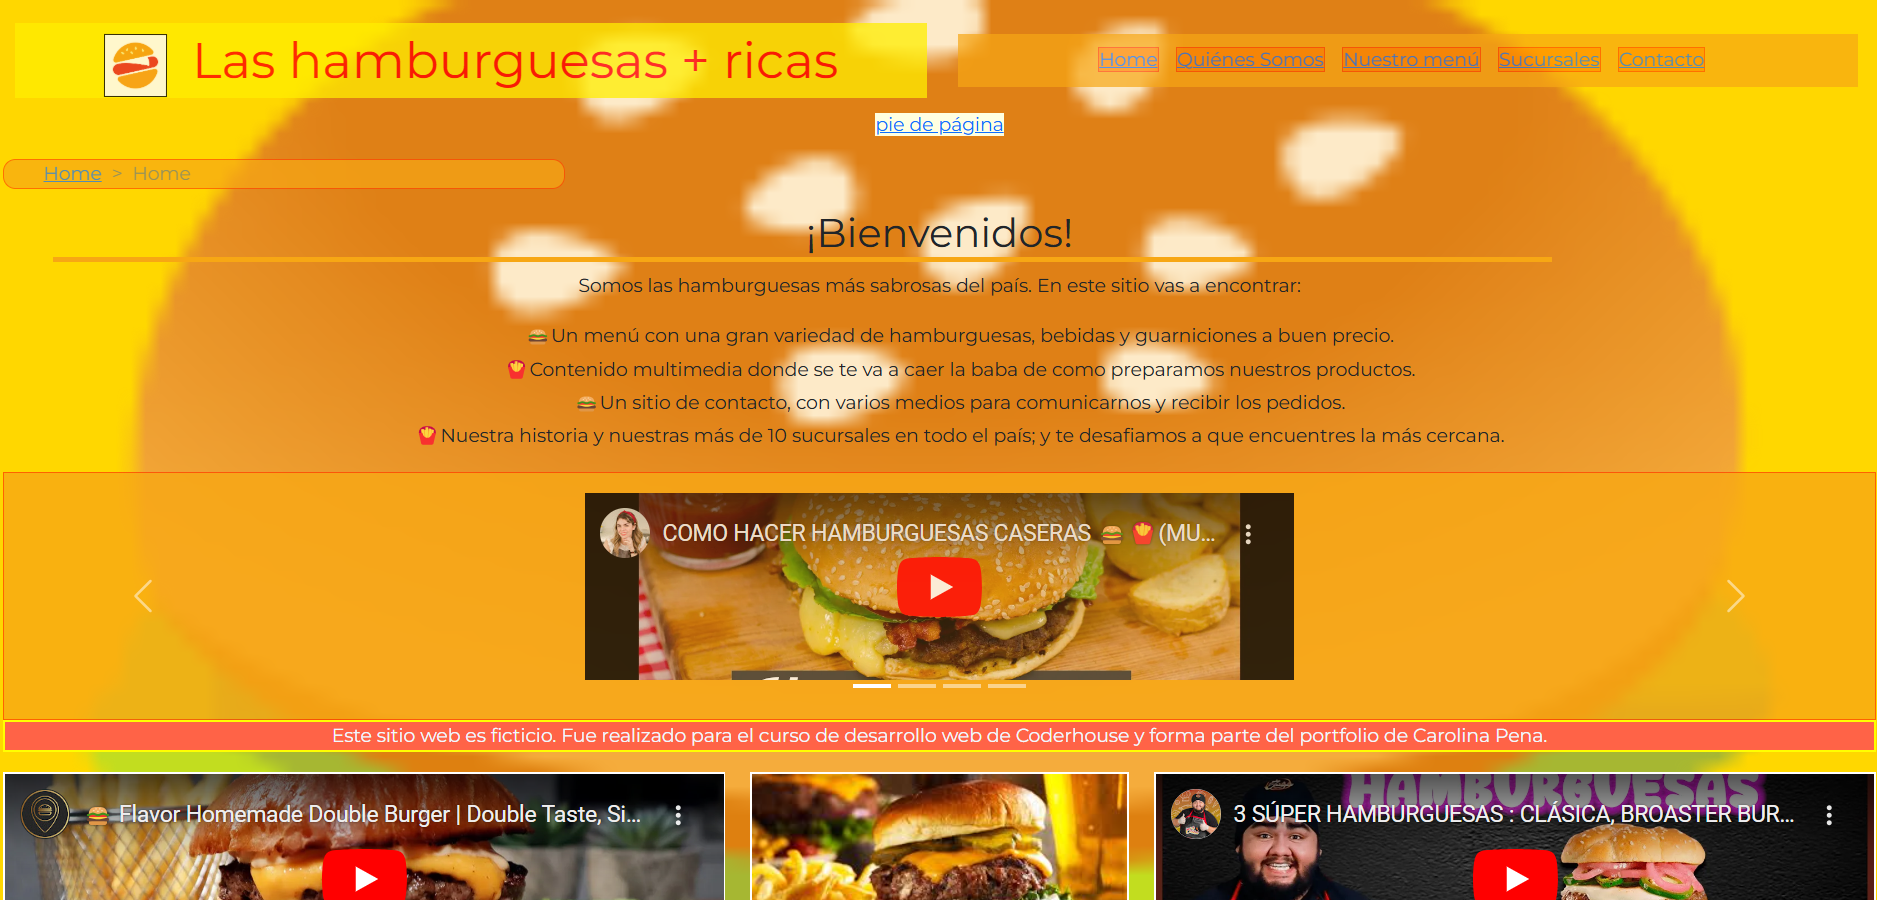 Las hamburguesas + ricas
Home Quiénes Somos Nuestro menú Sucursales Contacto
pie de página
Home > Home
¡Bienvenidos!
Somos las hamburguesas más sabrosas del país. En este sitio vas a encontrar:
🍔 Un menú con una gran variedad de hamburguesas, bebidas y guarniciones a buen precio.
🍟 Contenido multimedia donde se te va a caer la baba de como preparamos nuestros productos.
🍔 Un sitio de contacto, con varios medios para comunicarnos y recibir los pedidos.
🍟 Nuestra historia y nuestras más de 10 sucursales en todo el país; y te desafiamos a que encuentres la más cercana.
COMO HACER HAMBURGUESAS CASERAS 🍔 🍟 (MU...
Este sitio web es ficticio. Fue realizado para el curso de desarrollo web de Coderhouse y forma parte del portfolio de Carolina Pena.
🍔 Flavor Homemade Double Burger | Double Taste, Si...
HAMBURGUESAS
3 SÚPER HAMBURGUESAS : CLÁSICA, BROASTER BUR...